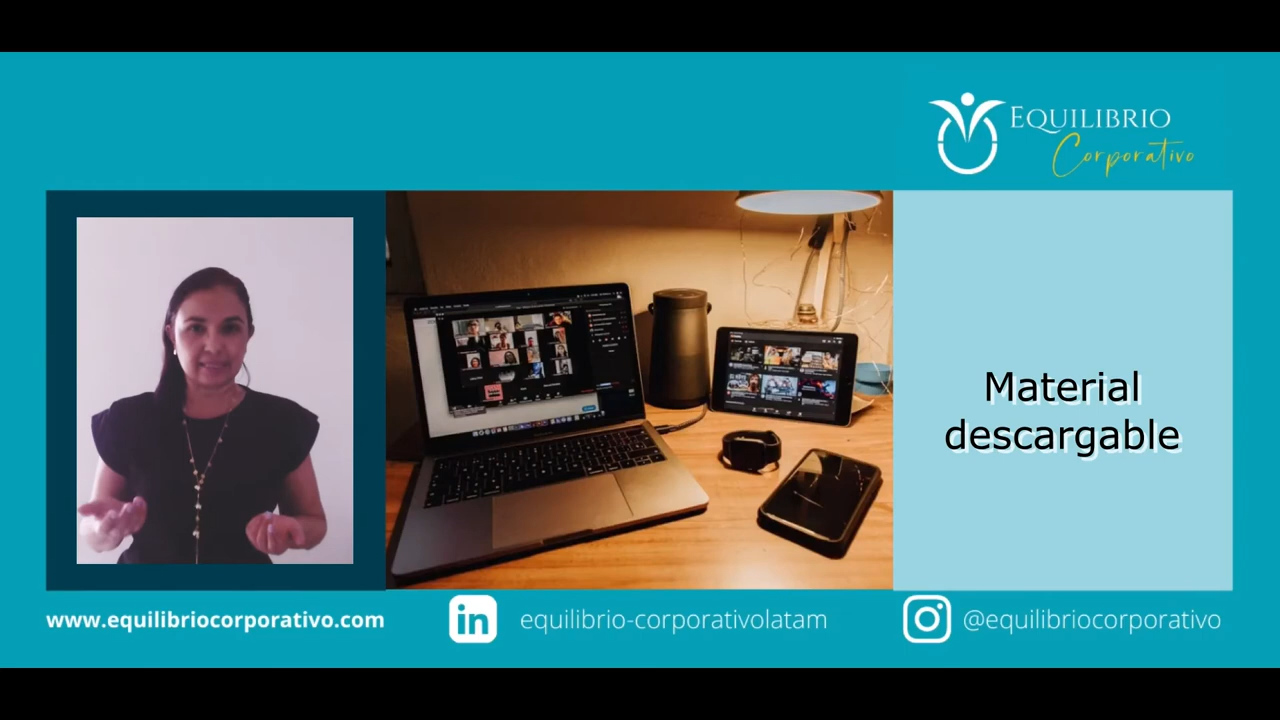 EQUILIBRIO
Corporativo
Material
descargable
www.equilibriocorporativo.com
equilibrio-corporativolatam
@equilibriocorporativo